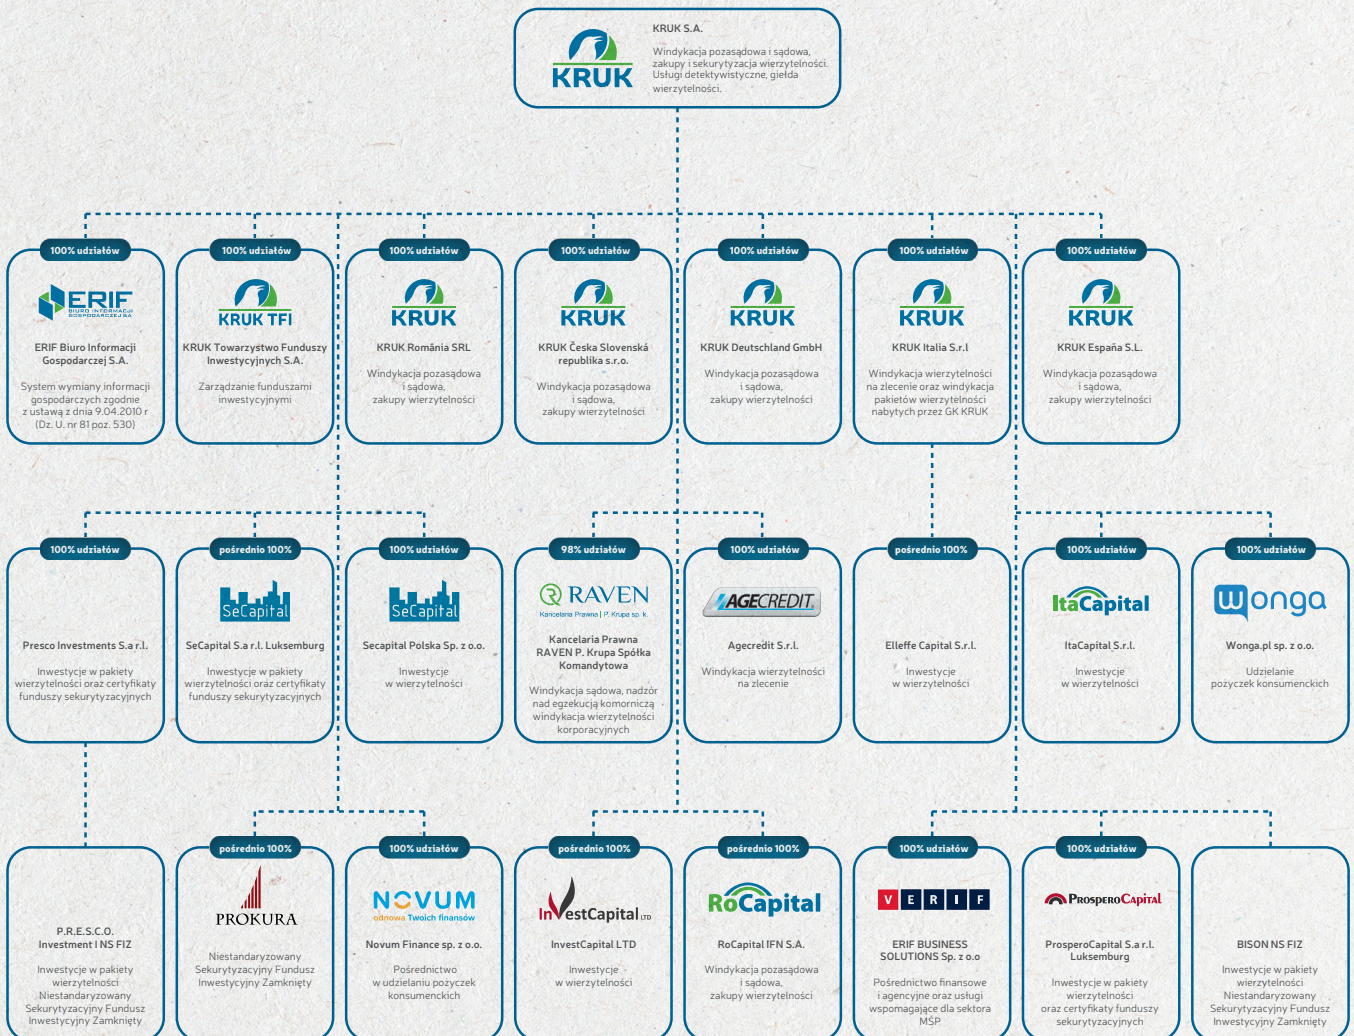 KRUK
KRUK S.A.
Windykacja pozasądowa i sądowa,
zakupy i sekurytyzacja wierzytelności.
Usługi detektywistyczne, giełda
wierzytelności.
100% udziałów
ERIF
BIURO INFORMACJI
GOSPODARCZEJ SA
ERIF Biuro Informacji
Gospodarczej S.A.
System wymiany informacji
gospodarczych zgodnie
z ustawą z dnia 9.04.2010 r
(Dz. U. nr 81 poz. 530)
100% udziałów
KRUK TFI
KRUK Towarzystwo Funduszy
Inwestycyjnych S.A.
Zarządzanie funduszami
inwestycyjnymi
100% udziałów
KRUK
KRUK România SRL
Windykacja pozasądowa
i sądowa,
zakupy wierzytelności
100% udziałów
KRUK
KRUK Česka Slovenská
republika s.r.o.
Windykacja pozasądowa
i sądowa,
zakupy wierzytelności
100% udziałów
KRUK
KRUK Deutschland GmbH
Windykacja pozasądowa
i sądowa,
zakupy wierzytelności
100% udziałów
KRUK
KRUK Italia S.r.l
Windykacja wierzytelności
na zlecenie oraz windykacja
pakietów wierzytelności
nabytych przez GK KRUK
100% udziałów
KRUK
KRUK España S.L.
Windykacja pozasądowa
i sądowa,
zakupy wierzytelności
100% udziałów
Presco Investments S.a r.l.
Inwestycje w pakiety
wierzytelności oraz certyfikaty
funduszy sekurytyzacyjnych
pośrednio 100%
SeCapital
SeCapital S.a r.l. Luksemburg
Inwestycje w pakiety
wierzytelności oraz certyfikaty
funduszy sekurytyzacyjnych
100% udziałów
SeCapital
Secapital Polska Sp. z o.o.
Inwestycje
w wierzytelności
98% udziałów
RAVEN
Kancelaria Prawna | P. Krupa sp. k.
Kancelaria Prawna
RAVEN P. Krupa Spółka
Komandytowa
Windykacja sądowa, nadzór
nad egzekucją komorniczą
windykacja wierzytelności
korporacyjnych
100% udziałów
AGECREDIT.
Agecredit S.r.l.
Windykacja wierzytelności
na zlecenie
pośrednio 100%
Elleffe Capital S.r.l.
Inwestycje
w wierzytelności
100% udziałów
ItaCapital
ItaCapital S.r.l.
Inwestycje
w wierzytelności
100% udziałów
wonga
Wonga.pl sp. z o.o.
Udzielanie
pożyczek konsumenckich
P.R.E.S.C.O.
Investment I NS FIZ
Inwestycje w pakiety
wierzytelności
Niestandaryzowany
Sekurytyzacyjny Fundusz
Inwestycyjny Zamknięty
pośrednio 100%
PROKURA
Niestandaryzowany
Sekurytyzacyjny Fundusz
Inwestycyjny Zamknięty
100% udziałów
NOVUM
odnowa Twoich finansów
Novum Finance sp. z o.o.
Pośrednictwo
w udzielaniu pożyczek
konsumenckich
pośrednio 100%
InVestCapital LTD
InvestCapital LTD
Inwestycje
w wierzytelności
pośrednio 100%
RoCapital
RoCapital IFN S.A.
Windykacja pozasądowa
i sądowa,
zakupy wierzytelności
100% udziałów
VERIF
ERIF BUSINESS
SOLUTIONS Sp. z o.o
Pośrednictwo finansowe
i agencyjne oraz usługi
wspomagające dla sektora
MŚP
100% udziałów
PROSPEROCAPITAL
ProsperoCapital S.a r.l.
Luksemburg
Inwestycje w pakiety
wierzytelności
oraz certyfikaty funduszy
sekurytyzacyjnych
BISON NS FIZ
Inwestycje w pakiety
wierzytelności
Niestandaryzowany
Sekurytyzacyjny Fundusz
Inwestycyjny Zamknięty